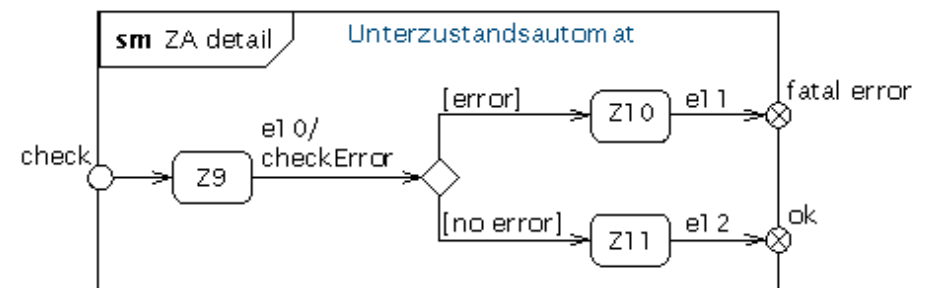 sm ZA detail
Unterzustandsautomat
[error]
Z10
e11
fatal error
e10/
checkError
check
Z9
[no error]
Z11
e12
ok